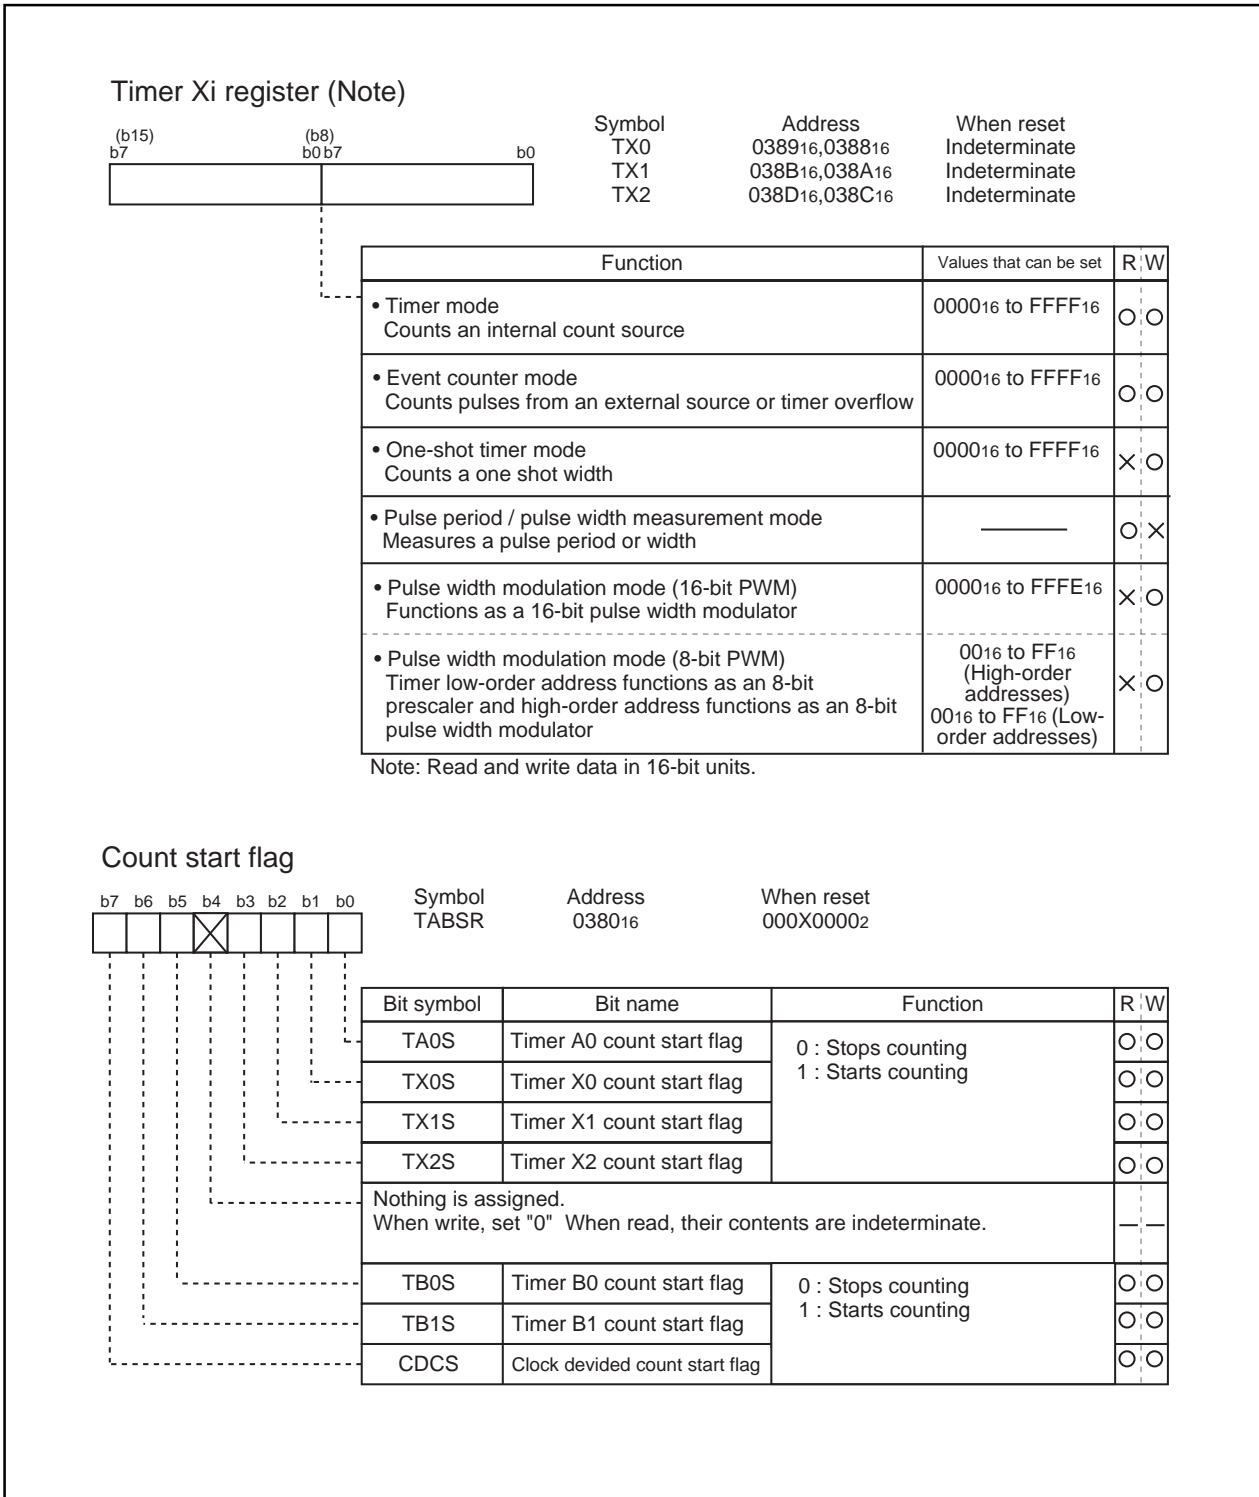 Timer Xi register (Note)
(b15) (b8)
b7 b0 b7 b0
Symbol Address When reset
TX0 038916,038816 Indeterminate
TX1 038B16,038A16 Indeterminate
TX2 038D16,038C16 Indeterminate
Function Values that can be set R W
• Timer mode 000016 to FFFF16
Counts an internal count source
• Event counter mode 000016 to FFFF16
Counts pulses from an external source or timer overflow
• One-shot timer mode 000016 to FFFF16
Counts a one shot width
• Pulse period / pulse width measurement mode
Measures a pulse period or width
• Pulse width modulation mode (16-bit PWM) 000016 to FFFE16
Functions as a 16-bit pulse width modulator
• Pulse width modulation mode (8-bit PWM)
Timer low-order address functions as an 8-bit
prescaler and high-order address functions as an 8-bit
pulse width modulator
0016 to FF16
(High-order
addresses)
0016 to FF16 (Low-
order addresses)
Note: Read and write data in 16-bit units.
Count start flag
b7 b6 b5 b4 b3 b2 b1 b0
Symbol Address When reset
TABSR 038016 000X00002
Bit symbol Bit name Function R W
TA0S Timer A0 count start flag 0 : Stops counting
1 : Starts counting
TX0S Timer X0 count start flag
TX1S Timer X1 count start flag
TX2S Timer X2 count start flag
Nothing is assigned.
When write, set "0" When read, their contents are indeterminate.
TB0S Timer B0 count start flag 0 : Stops counting
1 : Starts counting
TB1S Timer B1 count start flag
CDCS Clock devided count start flag